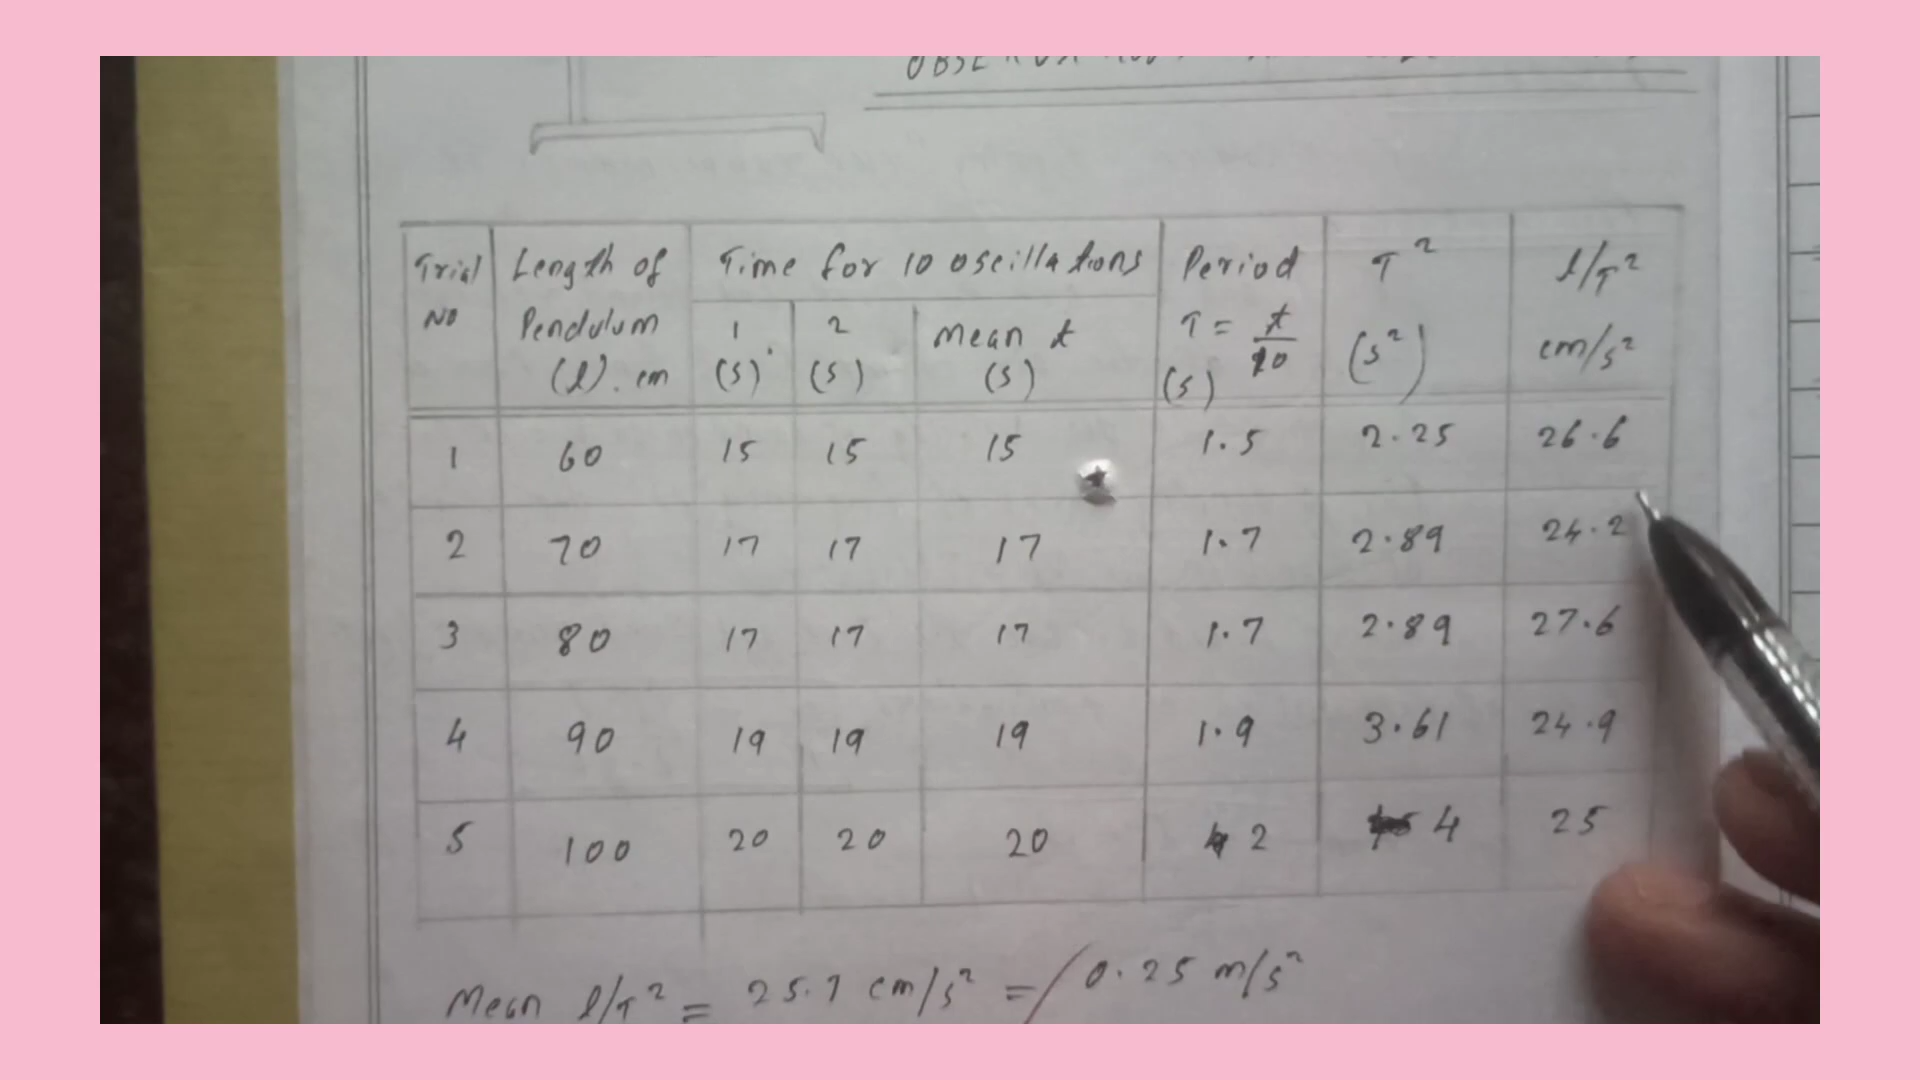 Trial No | Length of Pendulum (l). cm | Time for 10 oscillations | Period T = t/10 (s) | T² (s²) | l/T² cm/s²
1 (s) | 2 (s) | Mean t (s)
1 | 60 | 15 | 15 | 15 | 1.5 | 2.25 | 26.6
2 | 70 | 17 | 17 | 17 | 1.7 | 2.89 | 24.2
3 | 80 | 17 | 17 | 17 | 1.7 | 2.89 | 27.6
4 | 90 | 19 | 19 | 19 | 1.9 | 3.61 | 24.9
5 | 100 | 20 | 20 | 20 | 2 | 4 | 25
Mean l/T² = 25.7 cm/s² = 0.25 m/s²